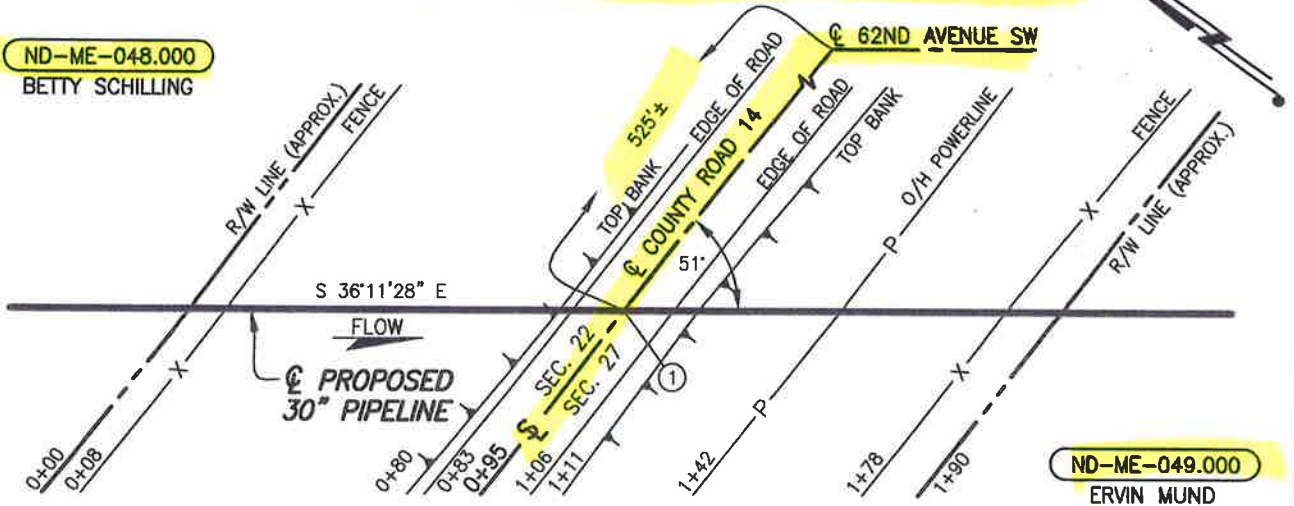 ℄ 62ND AVENUE SW
ND-ME-048.000
BETTY SCHILLING
R/W LINE (APPROX.)
FENCE
X
525'±
TOP BANK
EDGE OF ROAD
℄ COUNTY ROAD 14
EDGE OF ROAD
TOP BANK
O/H POWERLINE
P
FENCE
X
R/W LINE (APPROX.)
51°
S 36°11'28" E
FLOW
℄ PROPOSED
30" PIPELINE
X
SEC. 22
SEC. 27
1
P
X
0+00
0+08
0+80
0+83
0+95
1+06
1+11
1+42
1+78
1+90
ND-ME-049.000
ERVIN MUND